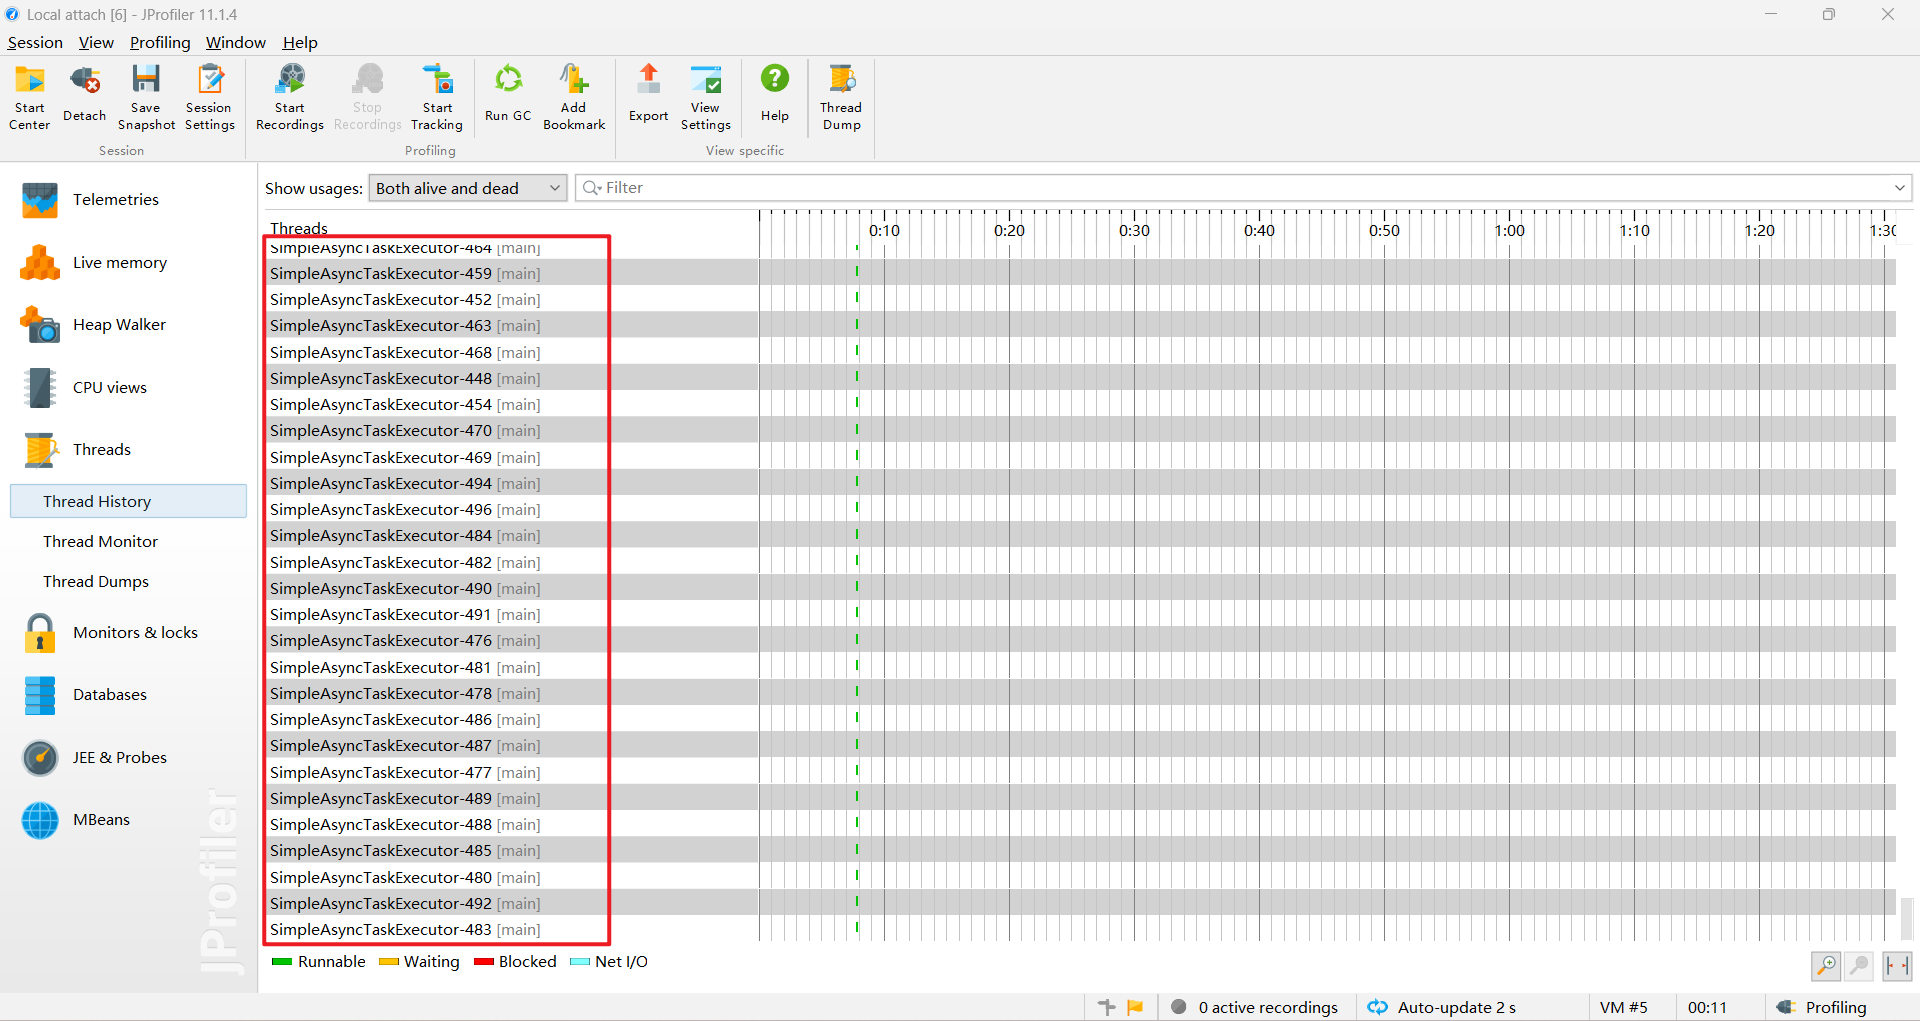 Local attach [6] - JProfiler 11.1.4
Session View Profiling Window Help
Start Center
Detach
Save Snapshot
Session Settings
Start Recordings
Stop Recordings
Start Tracking
Run GC
Add Bookmark
Export
View Settings
Help
Thread Dump
Session
Profiling
View specific
Telemetries
Live memory
Heap Walker
CPU views
Threads
Thread History
Thread Monitor
Thread Dumps
Monitors & locks
Databases
JEE & Probes
MBeans
JProfiler
Show usages: Both alive and dead Filter
Threads 0:10 0:20 0:30 0:40 0:50 1:00 1:10 1:20 1:30
SimpleAsyncTaskExecutor-464 [main]
SimpleAsyncTaskExecutor-459 [main]
SimpleAsyncTaskExecutor-452 [main]
SimpleAsyncTaskExecutor-463 [main]
SimpleAsyncTaskExecutor-468 [main]
SimpleAsyncTaskExecutor-448 [main]
SimpleAsyncTaskExecutor-454 [main]
SimpleAsyncTaskExecutor-470 [main]
SimpleAsyncTaskExecutor-469 [main]
SimpleAsyncTaskExecutor-494 [main]
SimpleAsyncTaskExecutor-496 [main]
SimpleAsyncTaskExecutor-484 [main]
SimpleAsyncTaskExecutor-482 [main]
SimpleAsyncTaskExecutor-490 [main]
SimpleAsyncTaskExecutor-491 [main]
SimpleAsyncTaskExecutor-476 [main]
SimpleAsyncTaskExecutor-481 [main]
SimpleAsyncTaskExecutor-478 [main]
SimpleAsyncTaskExecutor-486 [main]
SimpleAsyncTaskExecutor-487 [main]
SimpleAsyncTaskExecutor-477 [main]
SimpleAsyncTaskExecutor-489 [main]
SimpleAsyncTaskExecutor-488 [main]
SimpleAsyncTaskExecutor-485 [main]
SimpleAsyncTaskExecutor-480 [main]
SimpleAsyncTaskExecutor-492 [main]
SimpleAsyncTaskExecutor-483 [main]
Runnable Waiting Blocked Net I/O
0 active recordings Auto-update 2 s VM #5 00:11 Profiling